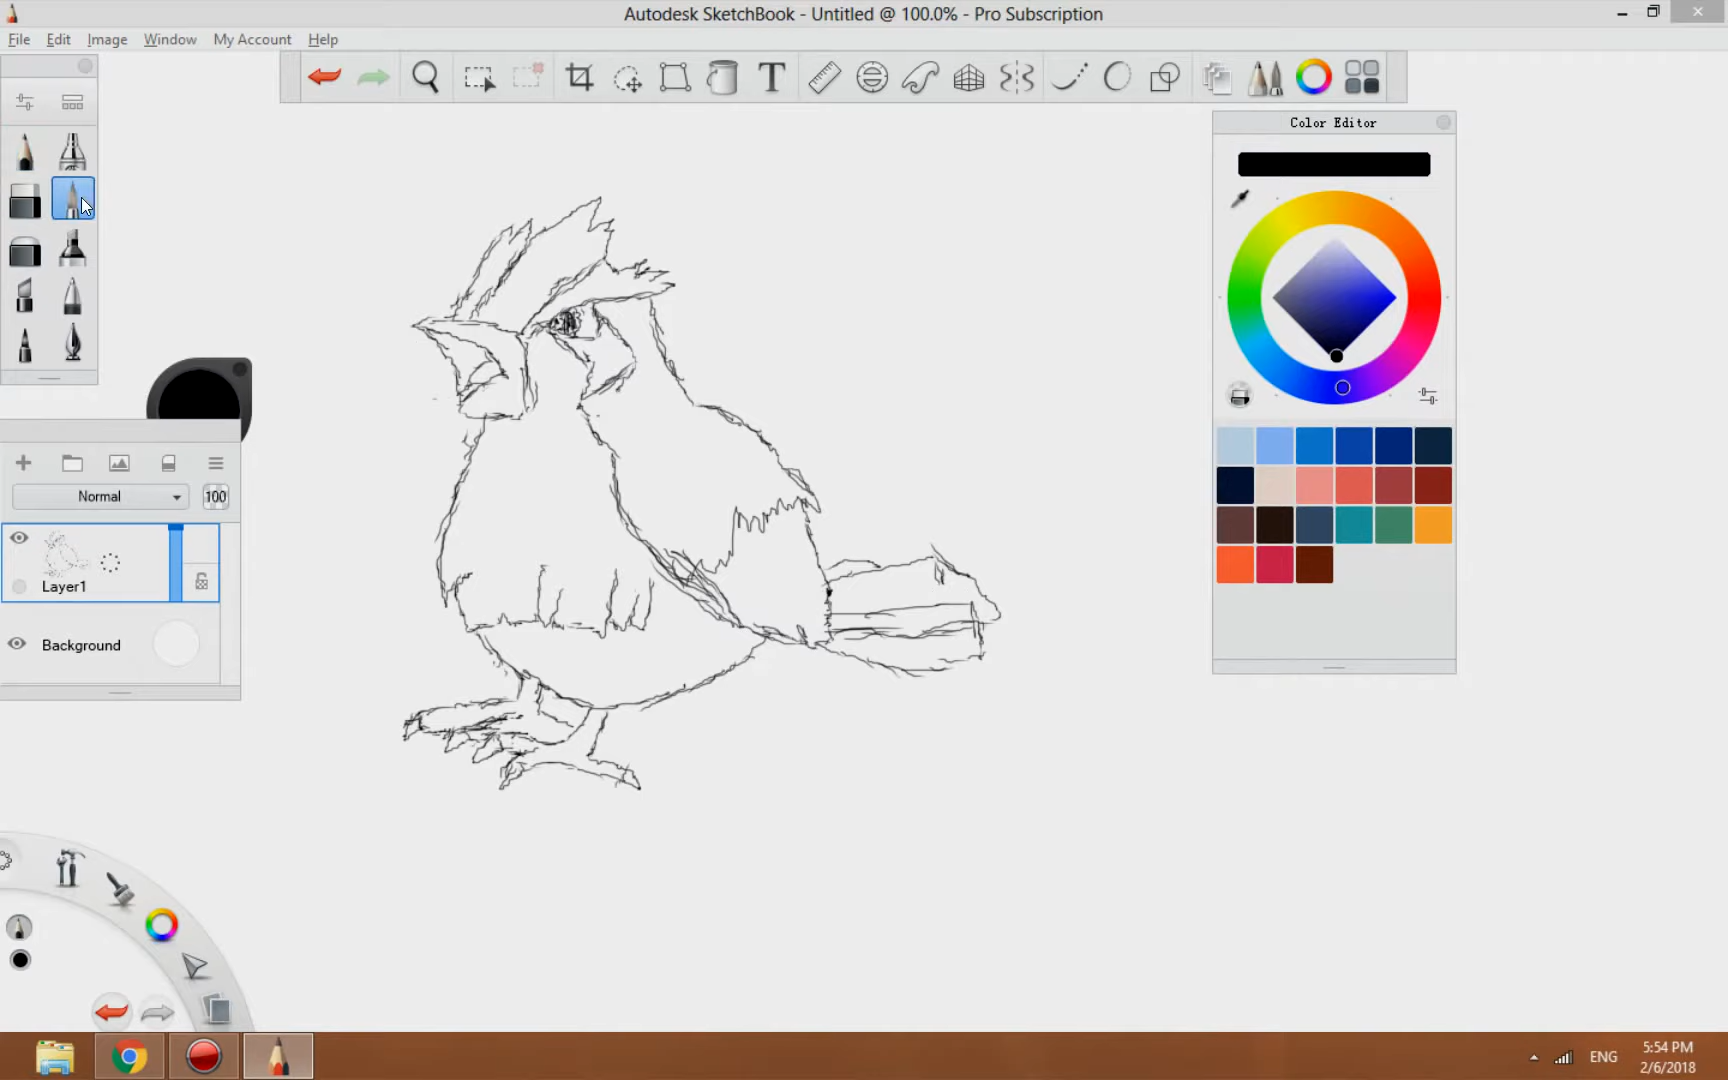 Autodesk SketchBook - Untitled @ 100.0% - Pro Subscription
File Edit Image Window My Account Help
T
Color Editor
Normal 100
Layer1
Background
ENG
5:54 PM
2/6/2018